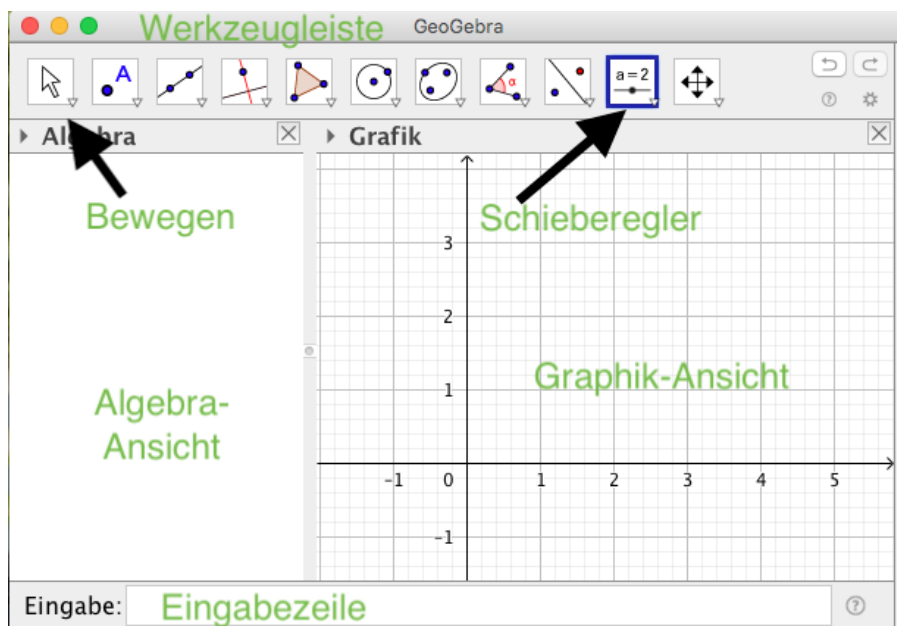 Werkzeugleiste GeoGebra
A α a=2
Algebra Grafik
Bewegen Schieberegler
3
2
Graphik-Ansicht
1
Algebra-
Ansicht
-1 0 1 2 3 4 5
-1
Eingabe: Eingabezeile